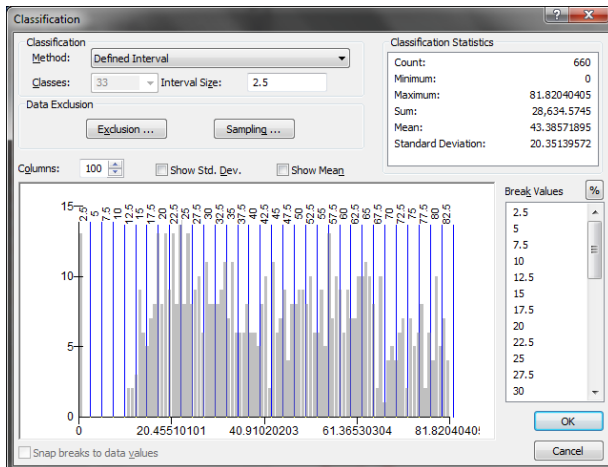 Classification
Classification
Method: Defined Interval
Classes: 33 Interval Size: 2.5
Data Exclusion
Exclusion ... Sampling ...
Classification Statistics
Count: 660
Minimum: 0
Maximum: 81.82040405
Sum: 28,634.5745
Mean: 43.38571895
Standard Deviation: 20.35139572
Columns: 100 Show Std. Dev. Show Mean
2.5 5 7.5 10 12.5 15 17.5 20 22.5 25 27.5 30 32.5 35 37.5 40 42.5 45 47.5 50 52.5 55 57.5 60 62.5 65 67.5 70 72.5 75 77.5 80 82.5
15
10
5
0
0 20.45510101 40.91020203 61.36530304 81.82040405
Break Values %
2.5
5
7.5
10
12.5
15
17.5
20
22.5
25
27.5
30
Snap breaks to data values
OK
Cancel